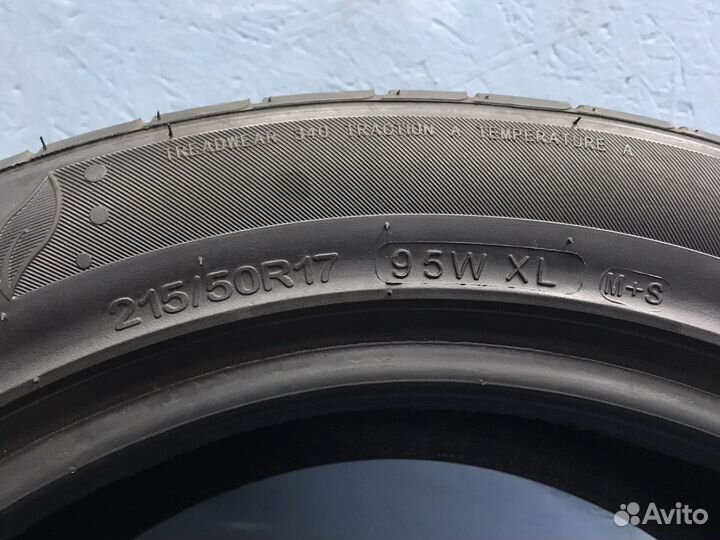 TREADWEAR 340 TRACTION A TEMPERATURE A
215/50R17 95W XL M+S
Avito